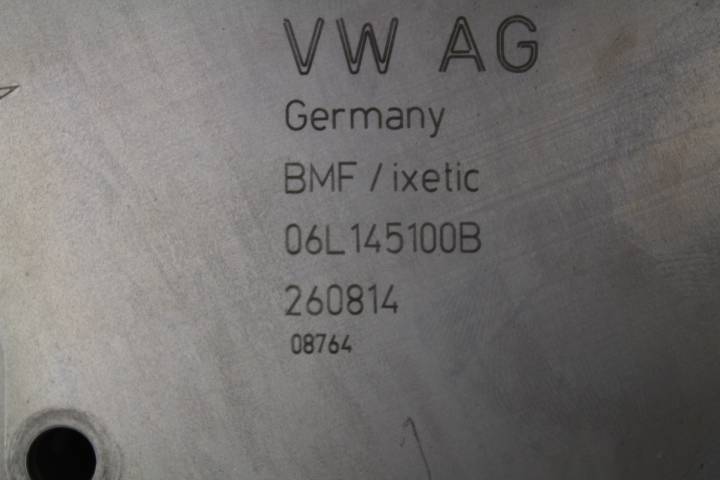 VW AG
Germany
BMF / ixetic
06L145100B
260814
08764